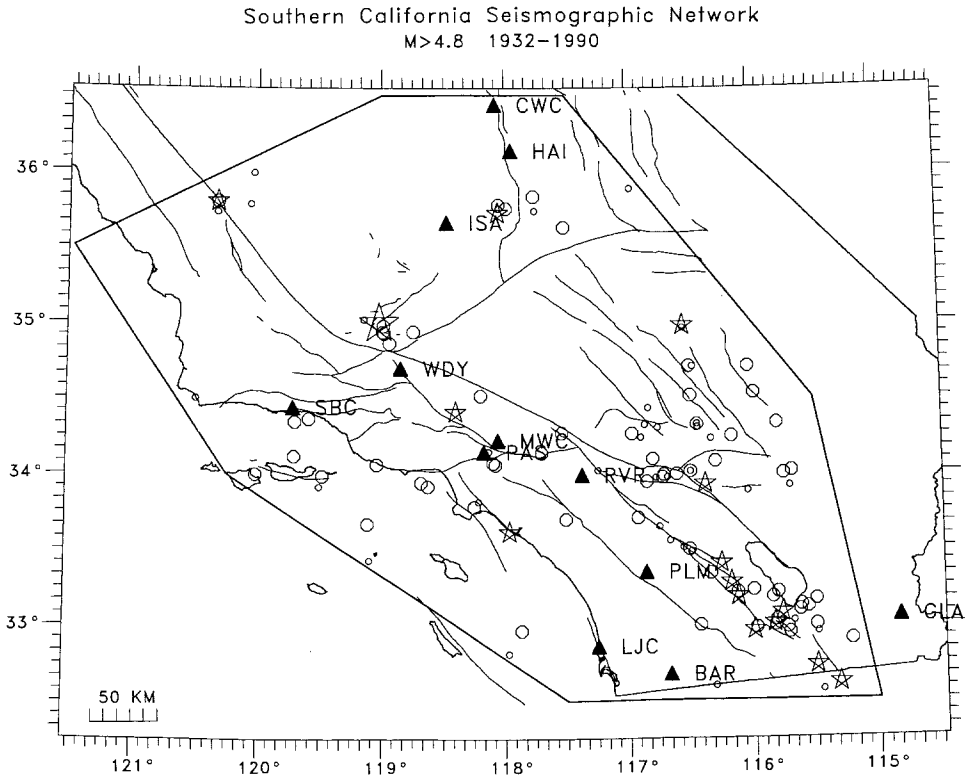 Southern California Seismographic Network
M>4.8 1932-1990
CWC
HAI
36°
ISA
35°
WDY
SBC
MWC
PAS
34°
RVR
PLM
33°
GLA
LJC
BAR
50 KM
121° 120° 119° 118° 117° 116° 115°